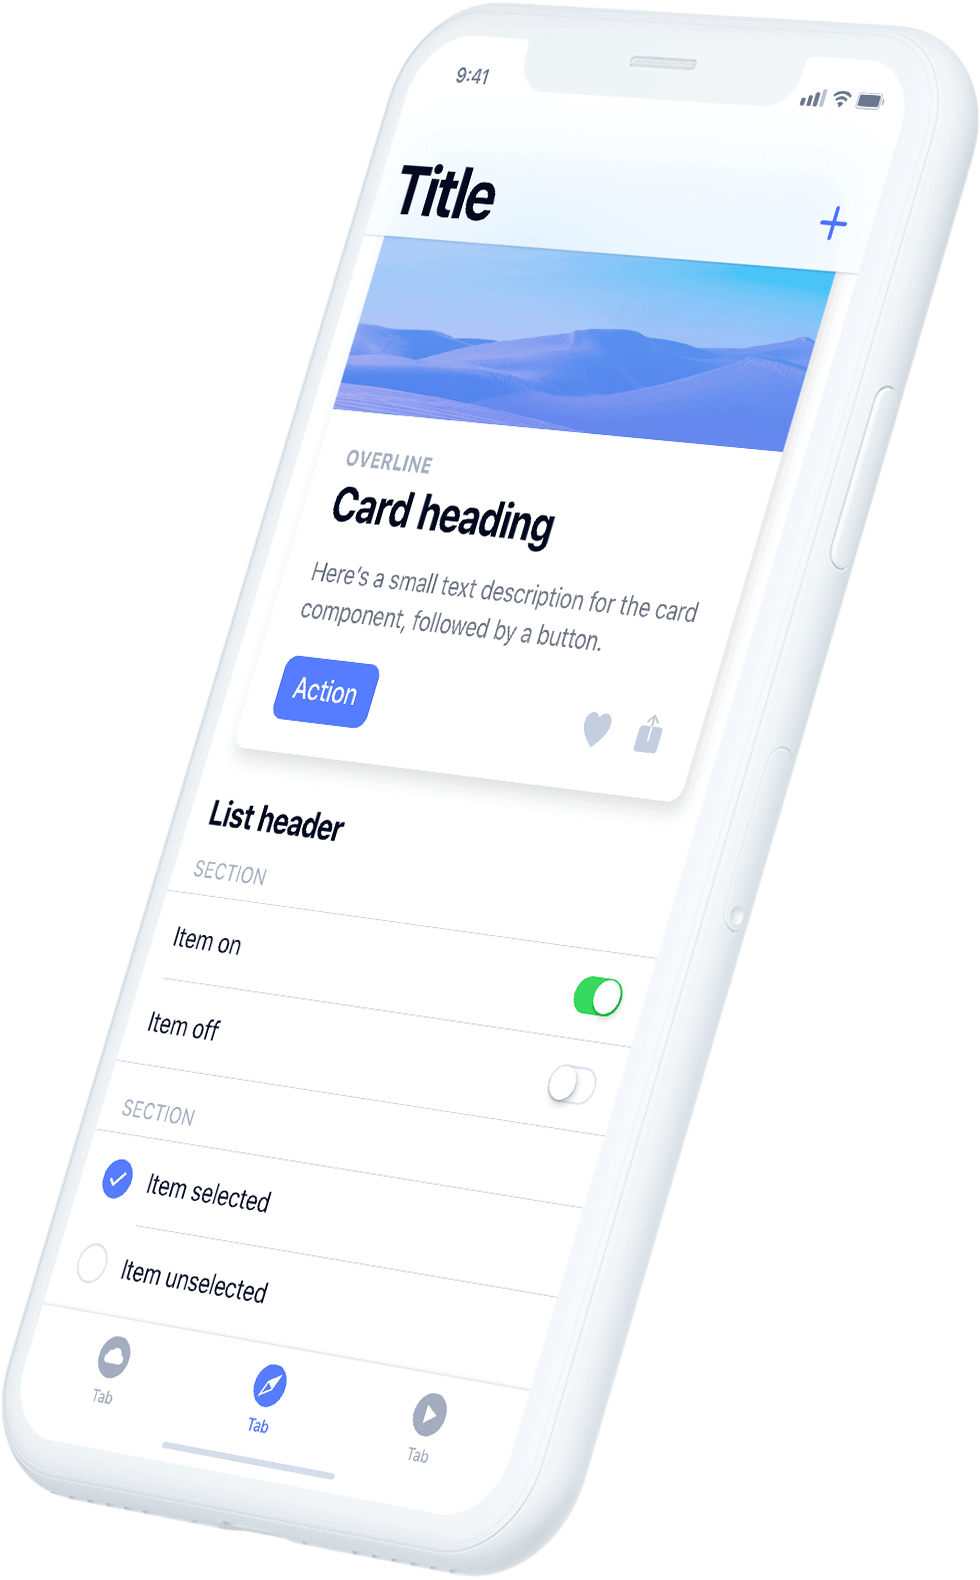 9:41
Title
OVERLINE
Card heading
Here's a small text description for the card
component, followed by a button.
Action
List header
SECTION
Item on
Item off
SECTION
Item selected
Item unselected
Tab
Tab
Tab